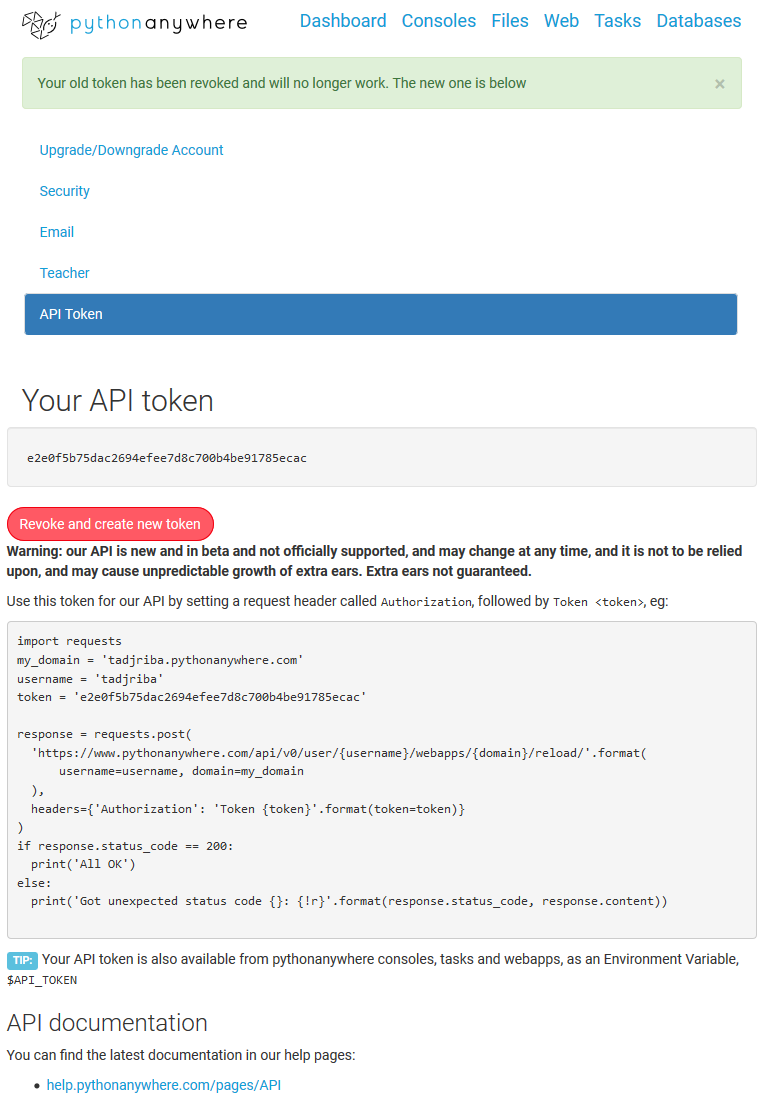 pythonanywhere
Dashboard Consoles Files Web Tasks Databases
Your old token has been revoked and will no longer work. The new one is below ×
Upgrade/Downgrade Account
Security
Email
Teacher
API Token
Your API token
e2e0f5b75dac2694efee7d8c700b4be91785ecac
Revoke and create new token
Warning: our API is new and in beta and not officially supported, and may change at any time, and it is not to be relied
upon, and may cause unpredictable growth of extra ears. Extra ears not guaranteed.
Use this token for our API by setting a request header called Authorization, followed by Token <token>, eg:
import requests
my_domain = 'tadjriba.pythonanywhere.com'
username = 'tadjriba'
token = 'e2e0f5b75dac2694efee7d8c700b4be91785ecac'
response = requests.post(
  'https://www.pythonanywhere.com/api/v0/user/{username}/webapps/{domain}/reload/'.format(
      username=username, domain=my_domain
  ),
  headers={'Authorization': 'Token {token}'.format(token=token)}
)
if response.status_code == 200:
  print('All OK')
else:
  print('Got unexpected status code {}: {!r}'.format(response.status_code, response.content))
TIP: Your API token is also available from pythonanywhere consoles, tasks and webapps, as an Environment Variable,
$API_TOKEN
API documentation
You can find the latest documentation in our help pages:
• help.pythonanywhere.com/pages/API